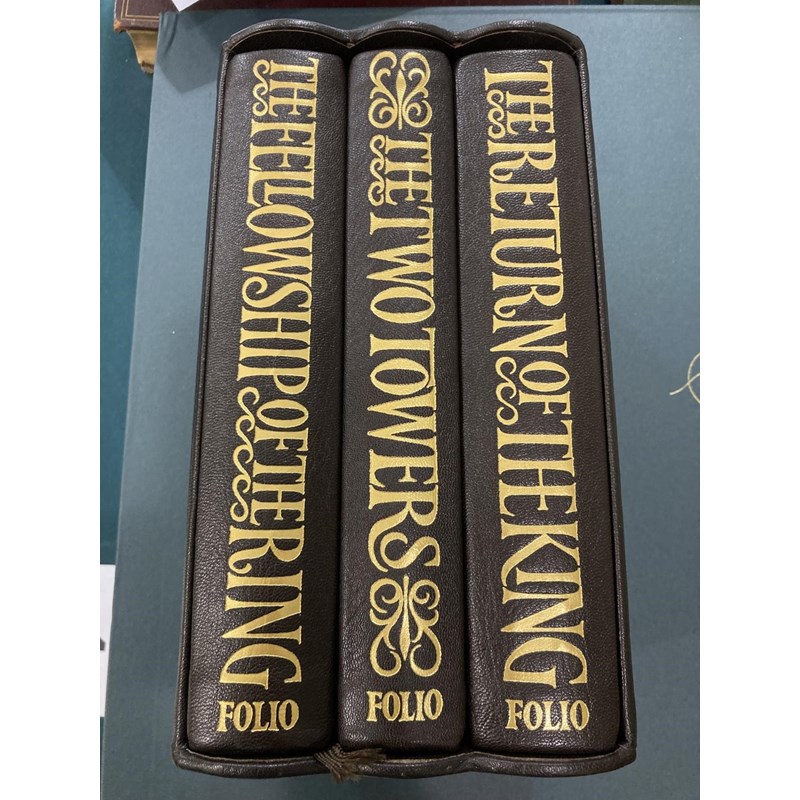 THE FELLOWSHIP OF THE RING
FOLIO
THE TWO TOWERS
FOLIO
THE RETURN OF THE KING
FOLIO